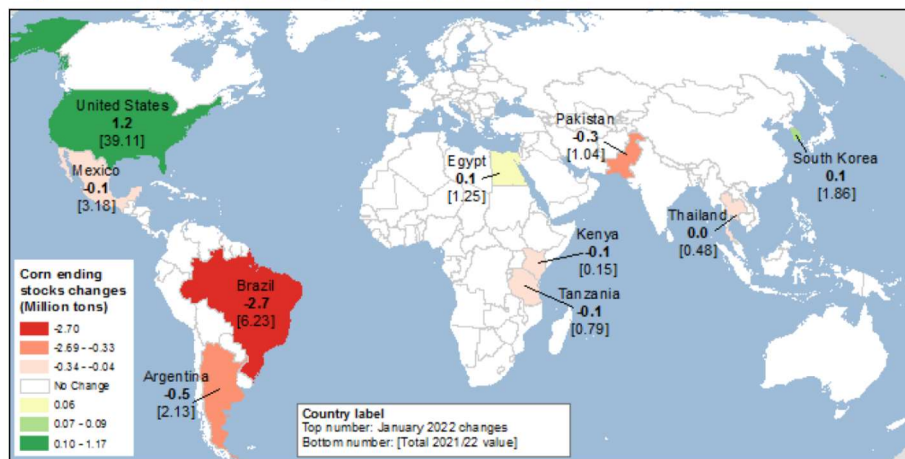 United States
1.2
[39.11]
Mexico
-0.1
[3.18]
Brazil
-2.7
[6.23]
Argentina
-0.5
[2.13]
Egypt
0.1
[1.25]
Pakistan
-0.3
[1.04]
South Korea
0.1
[1.86]
Thailand
0.0
[0.48]
Kenya
-0.1
[0.15]
Tanzania
-0.1
[0.79]
Corn ending
stocks changes
(Million tons)
-2.70
-2.69 - -0.33
-0.34 - -0.04
No Change
0.06
0.07 - 0.09
0.10 - 1.17
Country label
Top number: January 2022 changes
Bottom number: [Total 2021/22 value]